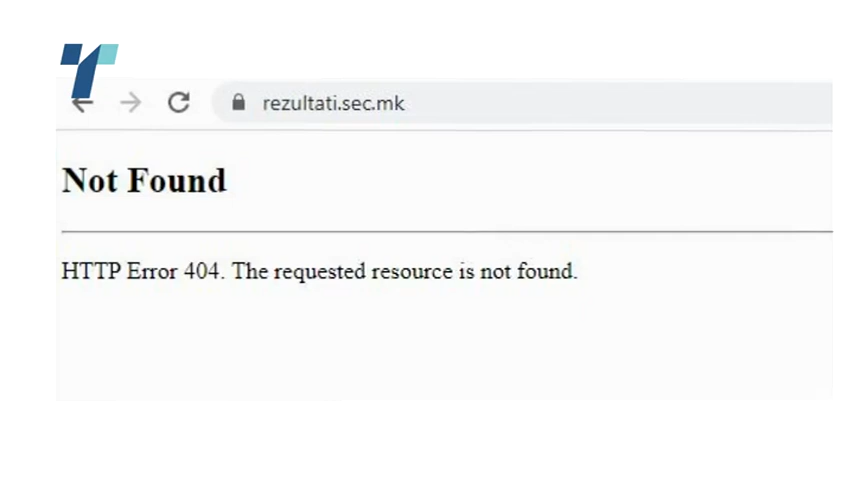 rezultati.sec.mk
Not Found
HTTP Error 404. The requested resource is not found.